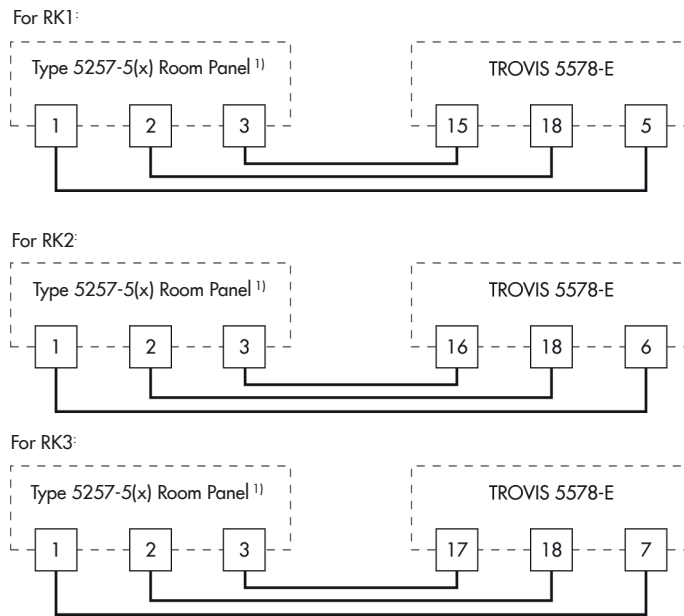 For RK1:
Type 5257-5(x) Room Panel 1) TROVIS 5578-E
1 2 3 15 18 5
For RK2:
Type 5257-5(x) Room Panel 1) TROVIS 5578-E
1 2 3 16 18 6
For RK3:
Type 5257-5(x) Room Panel 1) TROVIS 5578-E
1 2 3 17 18 7